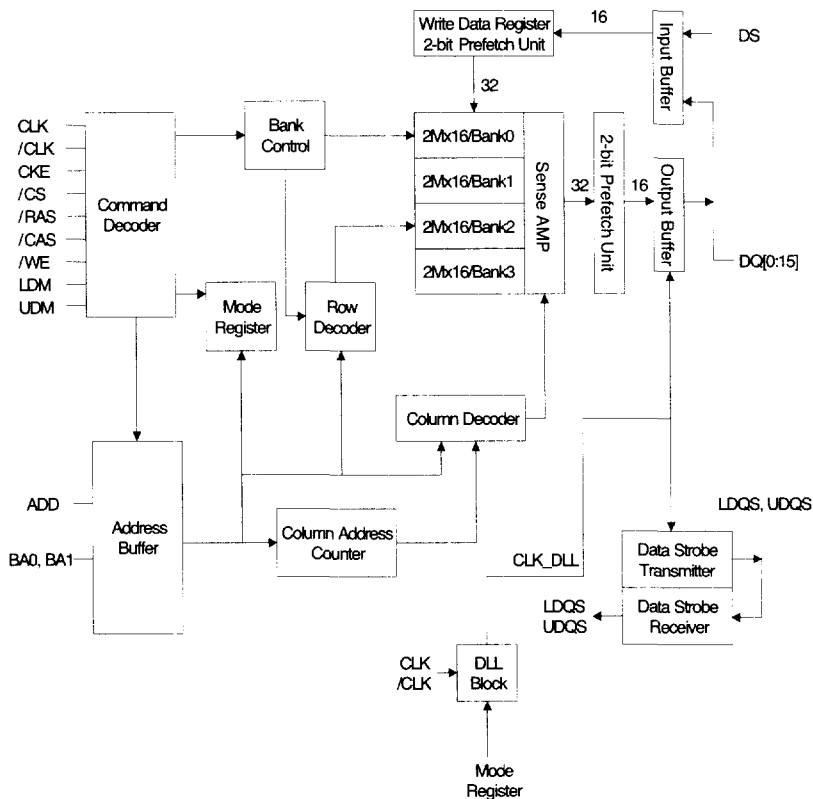 Write Data Register
2-bit Prefetch Unit
16
Input Buffer
DS
32
CLK
/CLK
CKE
/CS
/RAS
/CAS
/WE
LDM
UDM
Command
Decoder
Bank
Control
2Mx16/Bank0
2Mx16/Bank1
2Mx16/Bank2
2Mx16/Bank3
Sense AMP
32
2-bit Prefetch Unit
16
Output Buffer
DQ[0:15]
Mode
Register
Row
Decoder
Column Decoder
ADD
BA0, BA1
Address
Buffer
Column Address
Counter
CLK_DLL
LDQS, UDQS
Data Strobe
Transmitter
Data Strobe
Receiver
LDQS
UDQS
CLK
/CLK
DLL
Block
Mode
Register